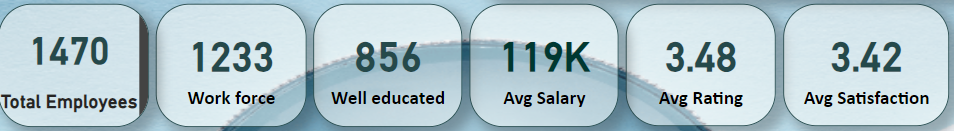 1470
Total Employees
1233
Work force
856
Well educated
119K
Avg Salary
3.48
Avg Rating
3.42
Avg Satisfaction